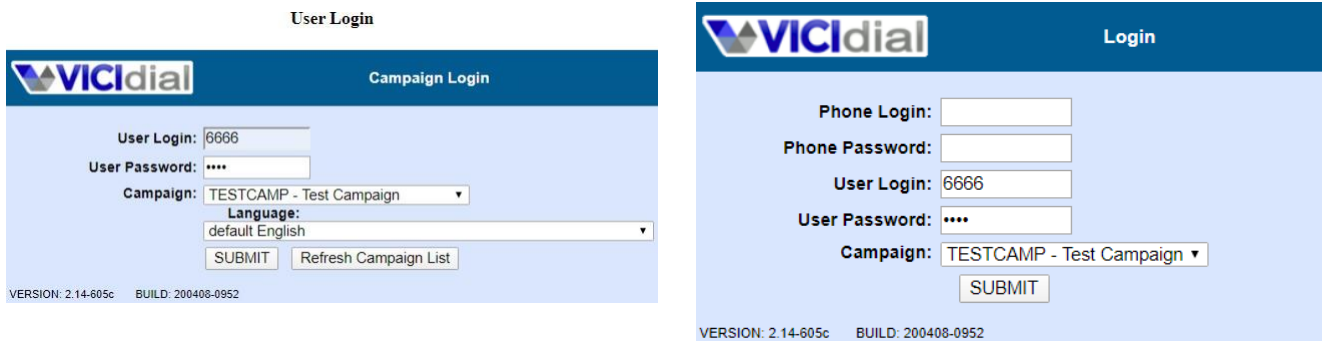 User Login
VICIdial
Campaign Login
User Login: 6666
User Password: ••••
Campaign: TESTCAMP - Test Campaign
Language:
default English
SUBMIT Refresh Campaign List
VERSION: 2.14-605c BUILD: 200408-0952
VICIdial
Login
Phone Login:
Phone Password:
User Login: 6666
User Password: ••••
Campaign: TESTCAMP - Test Campaign
SUBMIT
VERSION: 2.14-605c BUILD: 200408-0952